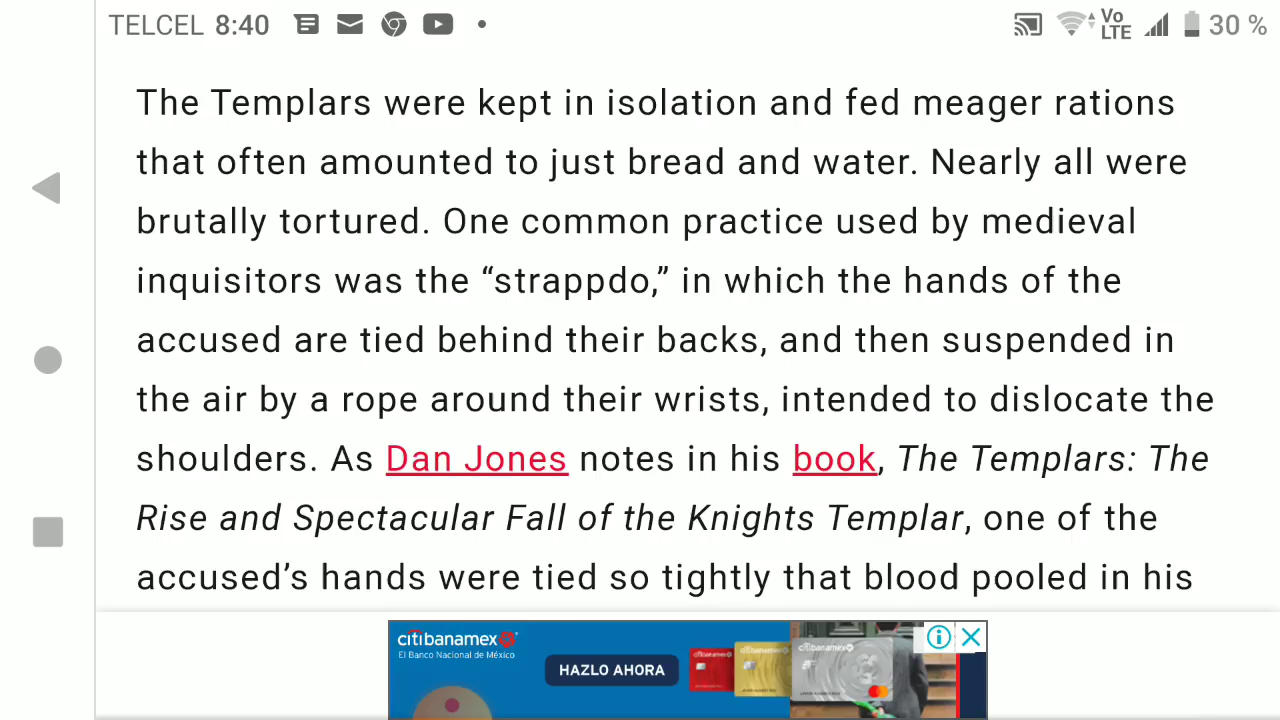 TELCEL 8:40
Vo LTE 30 %
The Templars were kept in isolation and fed meager rations
that often amounted to just bread and water. Nearly all were
brutally tortured. One common practice used by medieval
inquisitors was the “strappdo,” in which the hands of the
accused are tied behind their backs, and then suspended in
the air by a rope around their wrists, intended to dislocate the
shoulders. As Dan Jones notes in his book, The Templars: The
Rise and Spectacular Fall of the Knights Templar, one of the
accused’s hands were tied so tightly that blood pooled in his
citibanamex
El Banco Nacional de México
HAZLO AHORA
citibanamex
citibanamex
citibanamex